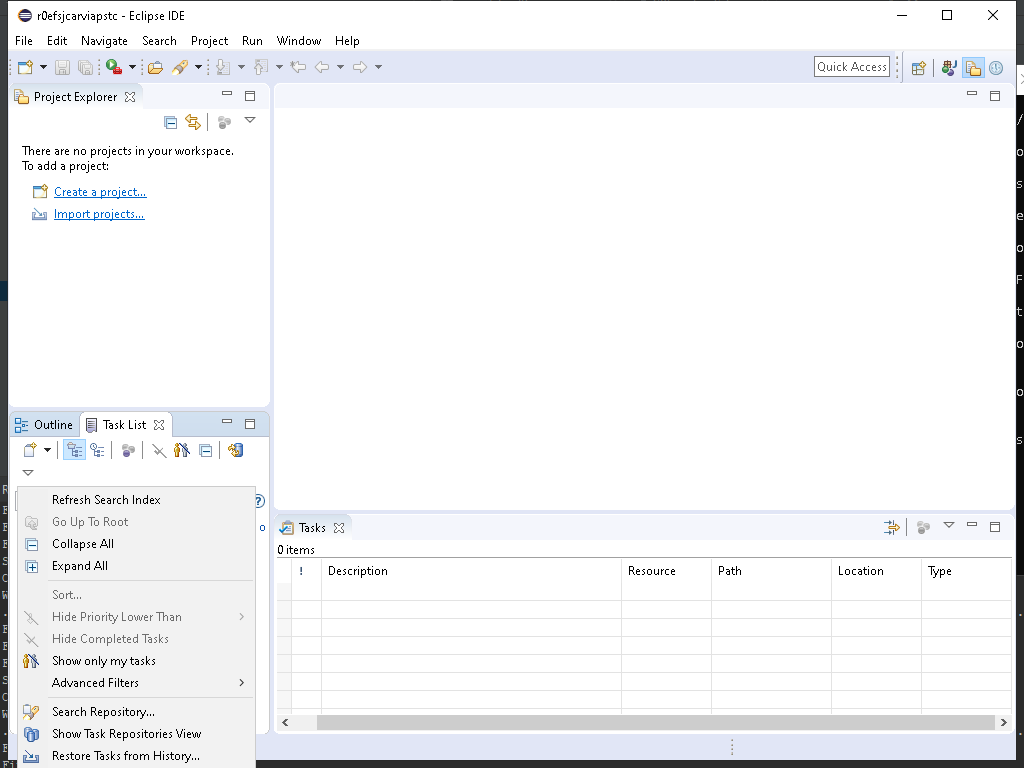 r0efsjcarviapstc - Eclipse IDE
File Edit Navigate Search Project Run Window Help
Quick Access
Project Explorer
There are no projects in your workspace.
To add a project:
Create a project...
Import projects...
Outline Task List
Refresh Search Index
Go Up To Root
Collapse All
Expand All
Sort...
Hide Priority Lower Than
Hide Completed Tasks
Show only my tasks
Advanced Filters
Search Repository...
Show Task Repositories View
Restore Tasks from History...
Tasks
0 items
! Description Resource Path Location Type